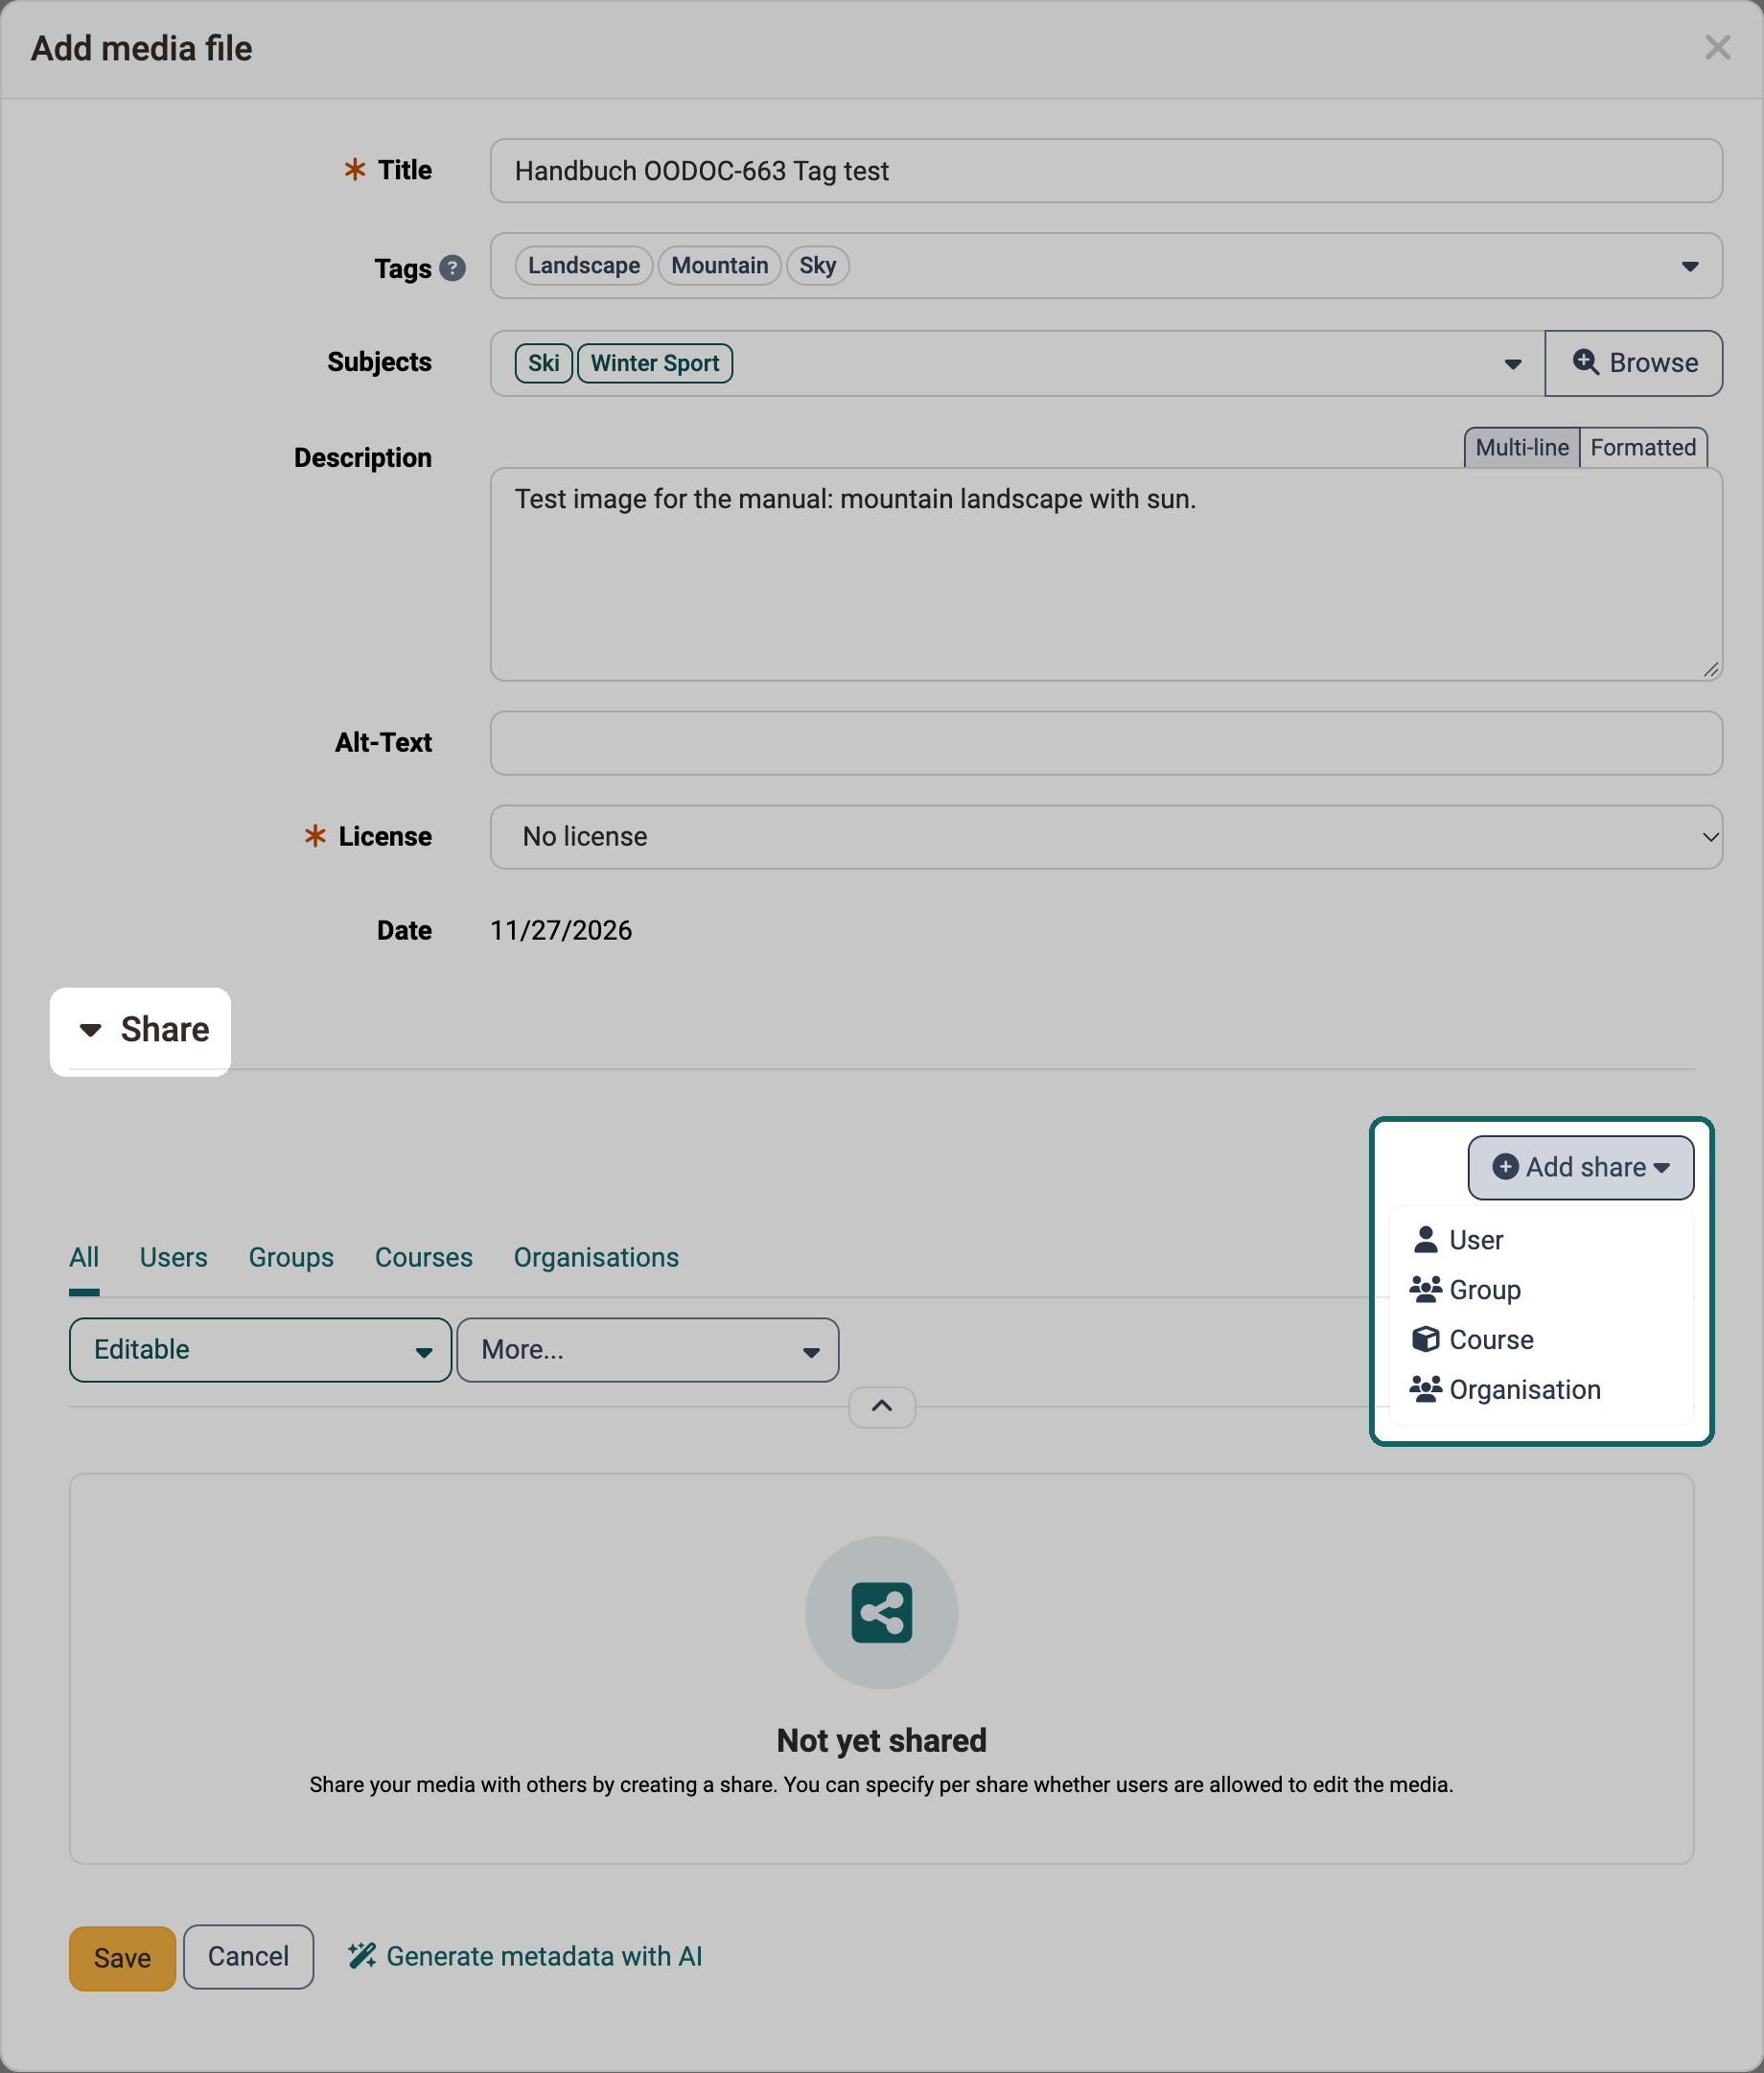 Add media file
Title
Handbuch OODOC-663 Tag test
Tags ?
Landscape Mountain Sky
Subjects
Ski Winter Sport
Browse
Description
Multi-line Formatted
Test image for the manual: mountain landscape with sun.
Alt-Text
License
No license
Date
11/27/2026
Share
Add share
User
Group
Course
Organisation
All Users Groups Courses Organisations
Editable More...
Not yet shared
Share your media with others by creating a share. You can specify per share whether users are allowed to edit the media.
Save Cancel Generate metadata with AI